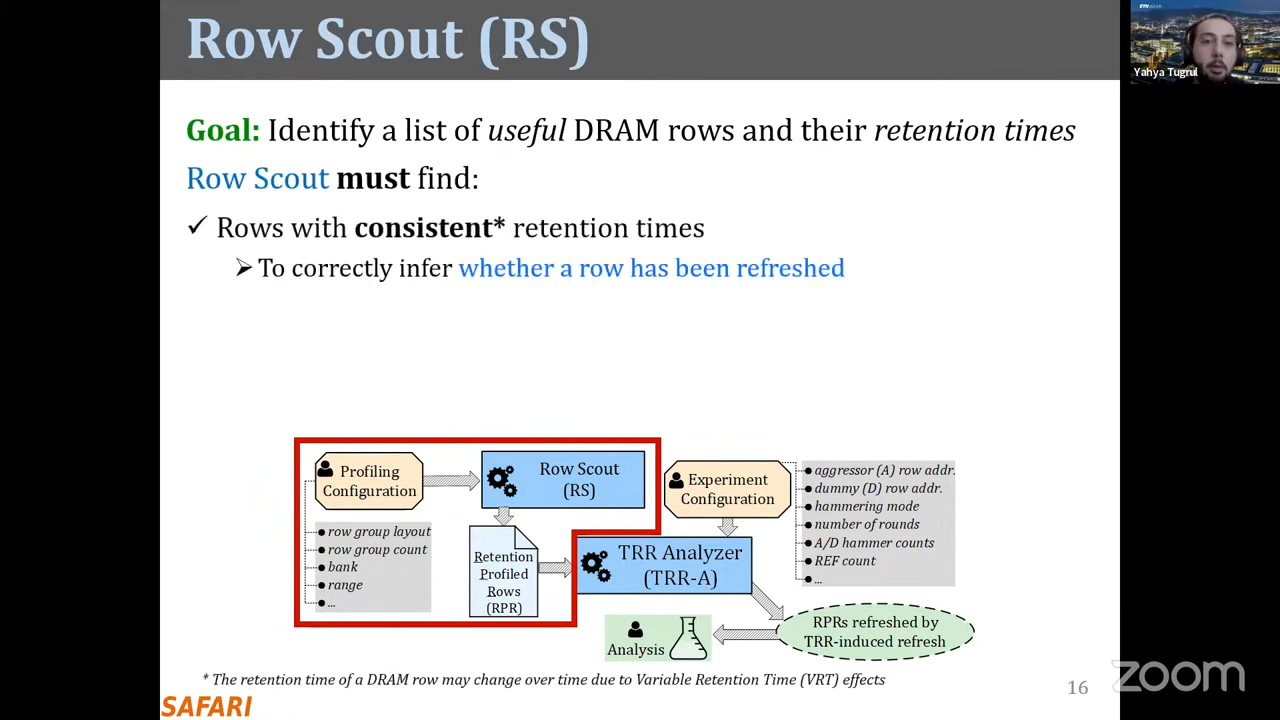 Row Scout (RS)
ETH zürich
Yahya Tugrul
Goal: Identify a list of useful DRAM rows and their retention times
Row Scout must find:
✓ Rows with consistent* retention times
➢ To correctly infer whether a row has been refreshed
Profiling
Configuration
row group layout
row group count
bank
range
...
Row Scout
(RS)
Retention
Profiled
Rows
(RPR)
Experiment
Configuration
aggressor (A) row addr.
dummy (D) row addr.
hammering mode
number of rounds
A/D hammer counts
REF count
...
TRR Analyzer
(TRR-A)
RPRs refreshed by
TRR-induced refresh
Analysis
* The retention time of a DRAM row may change over time due to Variable Retention Time (VRT) effects
SAFARI
16
zoom